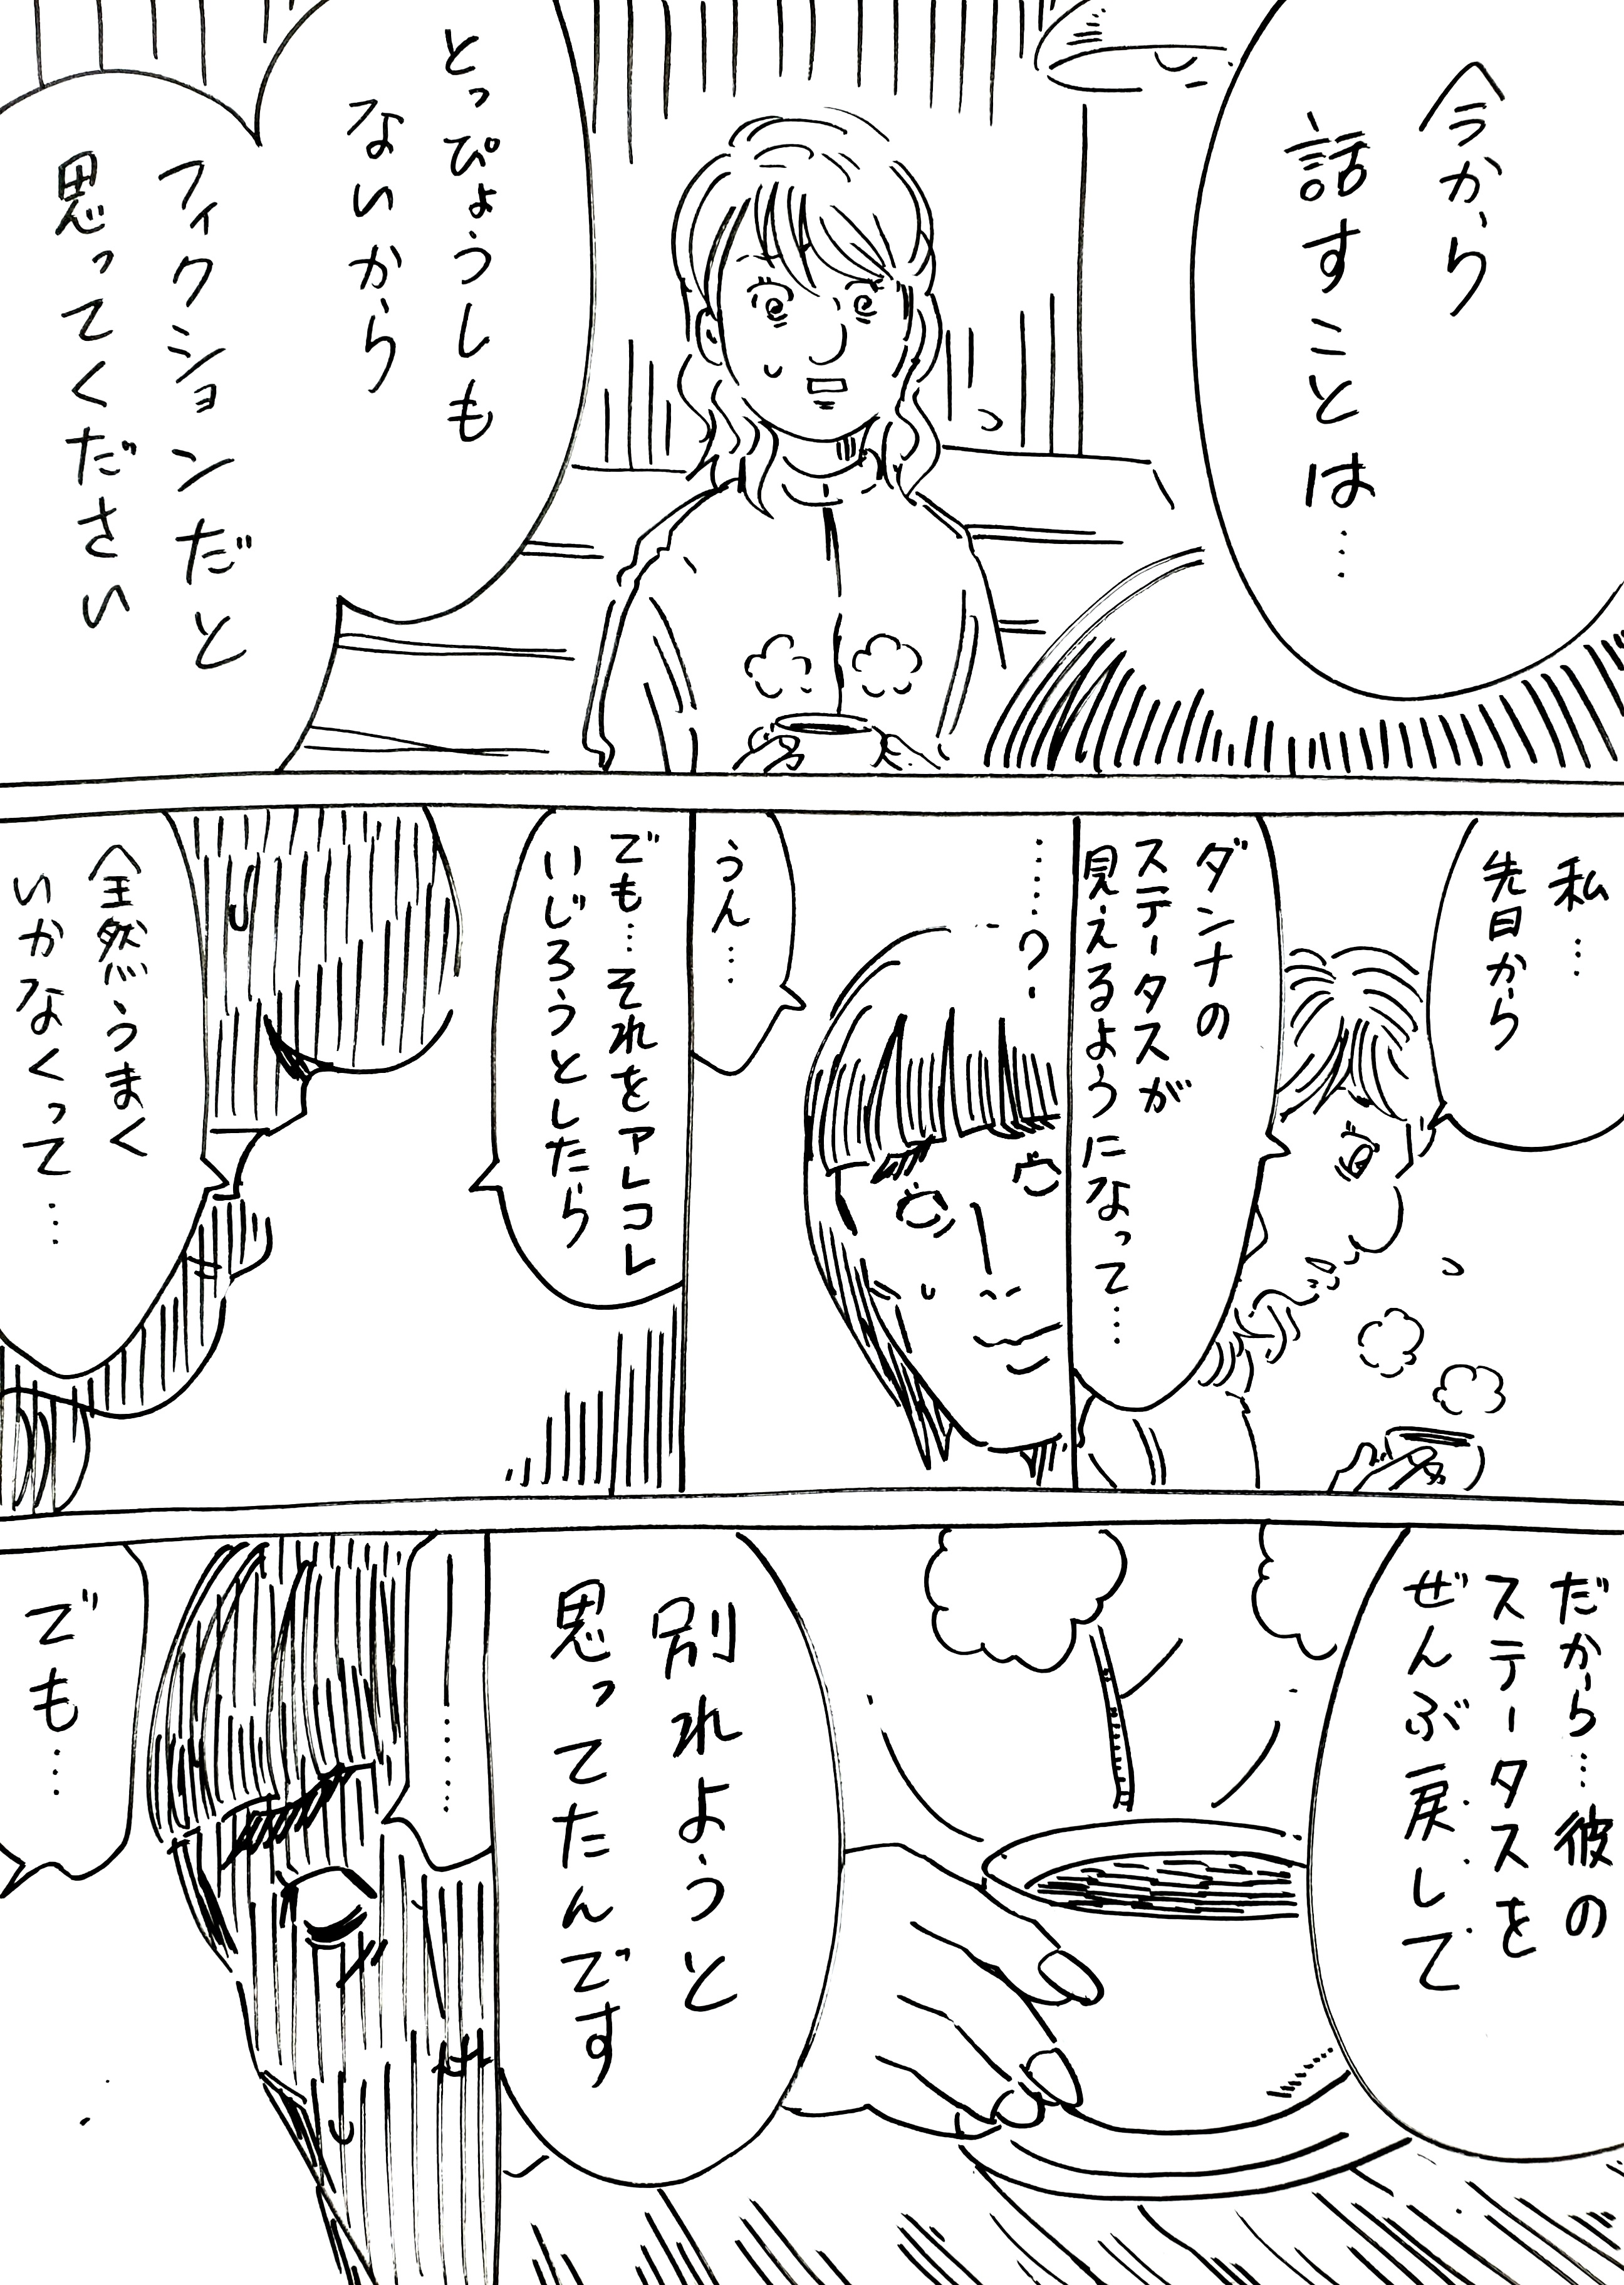 今から
話すことは…
とっぴょうしも
ないから
フィクションだと
思ってください
私…
先日から
ダンナの
ステータスが
見えるようになって…
……?
うん…
でも…それをアレコレ
いじろうとしたら
全然うまく
いかなくって…
だから…彼の
ステータスを
ぜんぶ戻して
別れようと
思ってたんです
……
でも…